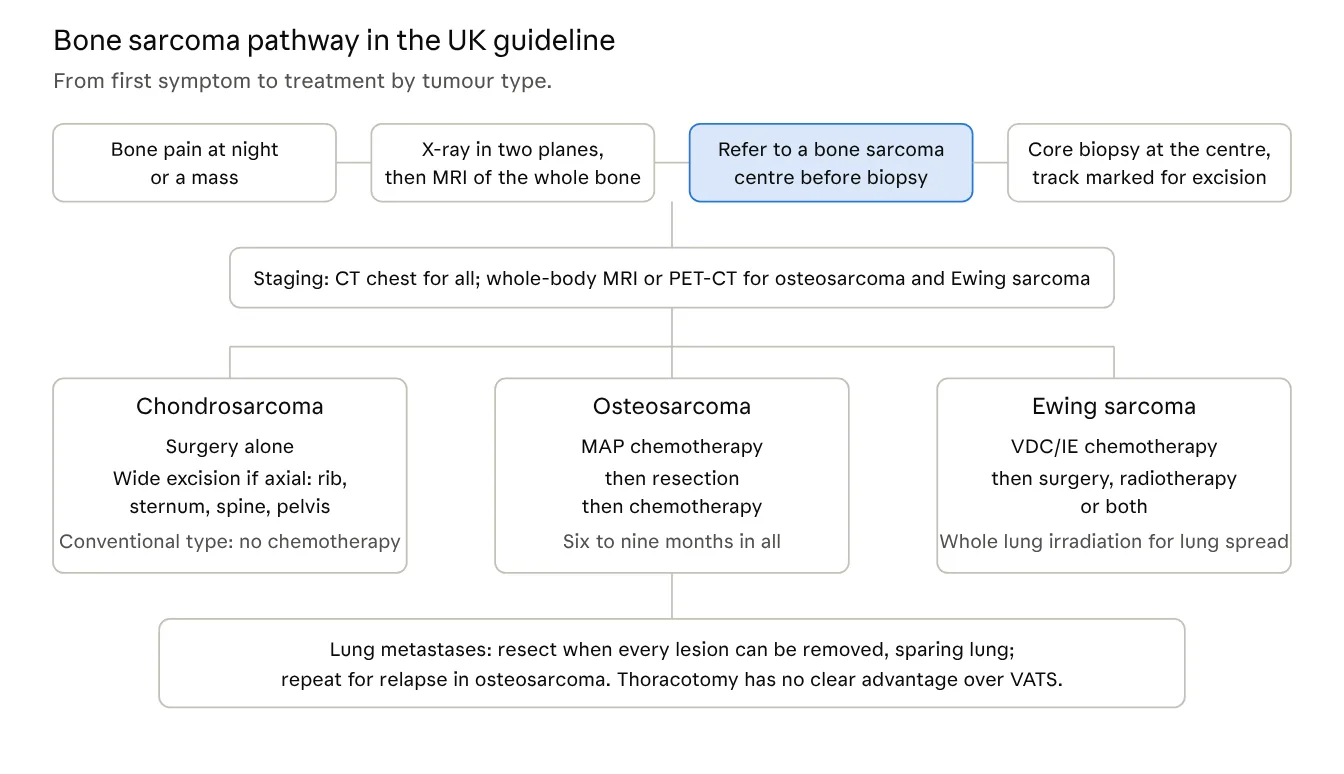 Bone sarcoma pathway in the UK guideline
From first symptom to treatment by tumour type.
Bone pain at night
or a mass
X-ray in two planes,
then MRI of the whole bone
Refer to a bone sarcoma
centre before biopsy
Core biopsy at the centre,
track marked for excision
Staging: CT chest for all; whole-body MRI or PET-CT for osteosarcoma and Ewing sarcoma
Chondrosarcoma
Surgery alone
Wide excision if axial: rib,
sternum, spine, pelvis
Conventional type: no chemotherapy
Osteosarcoma
MAP chemotherapy
then resection
then chemotherapy
Six to nine months in all
Ewing sarcoma
VDC/IE chemotherapy
then surgery, radiotherapy
or both
Whole lung irradiation for lung spread
Lung metastases: resect when every lesion can be removed, sparing lung;
repeat for relapse in osteosarcoma. Thoracotomy has no clear advantage over VATS.